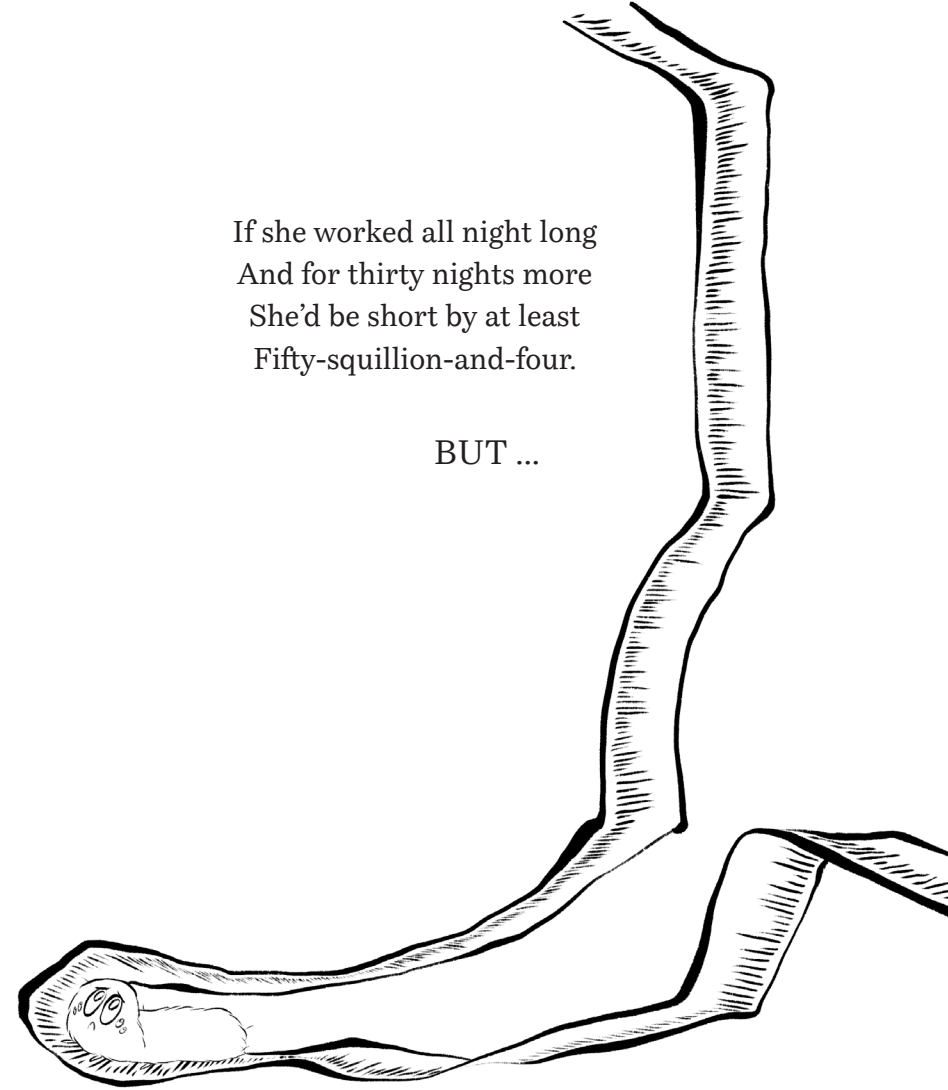 If she worked all night long
And for thirty nights more
She’d be short by at least
Fifty-squillion-and-four.
BUT ...